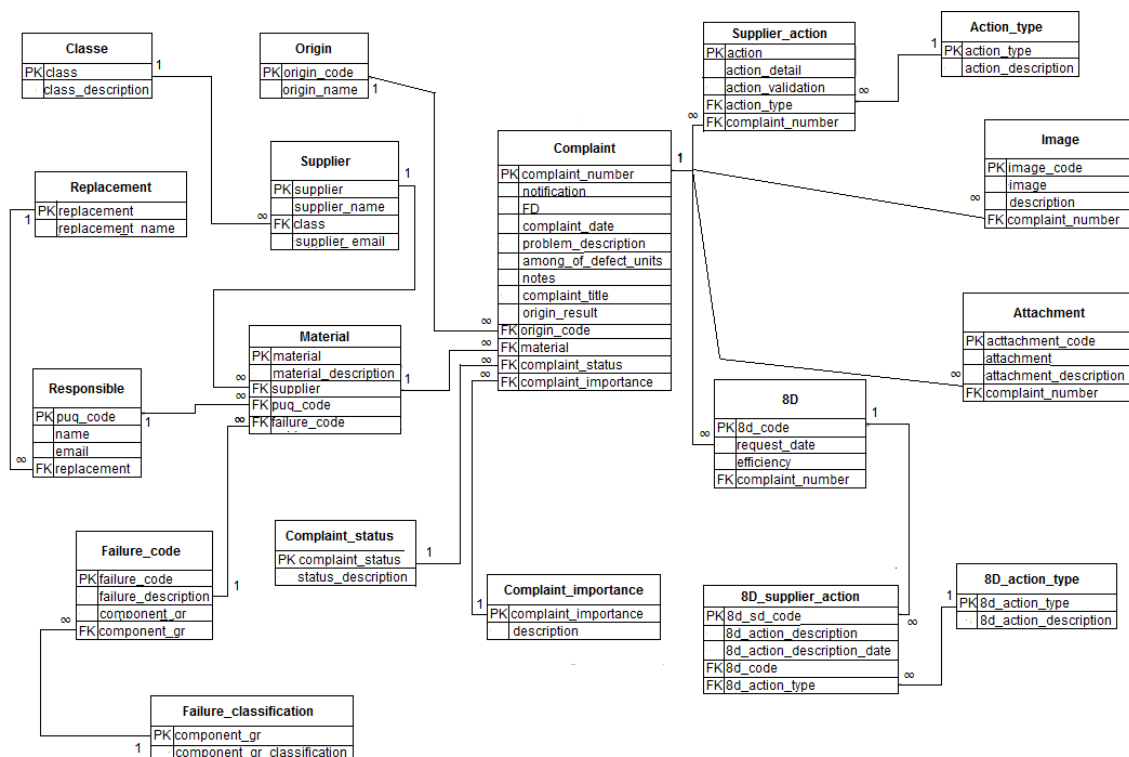 Classe
PK class
class_description
1
Origin
PK origin_code
origin_name
1
Supplier_action
PK action
action_detail
action_validation
FK action_type
FK complaint_number
∞
∞
Action_type
1
PK action_type
action_description
Replacement
PK replacement
replacement_name
1
Supplier
PK supplier
supplier_name
FK class
supplier_email
1
∞
Complaint
PK complaint_number
notification
FD
complaint_date
problem_description
among_of_defect_units
notes
complaint_title
origin_result
FK origin_code
FK material
FK complaint_status
FK complaint_importance
1
∞
∞
∞
∞
Image
PK image_code
image
description
FK complaint_number
∞
Attachment
PK acttachment_code
attachment
attachment_description
FK complaint_number
∞
Material
PK material
material_description
FK supplier
FK puq_code
FK failure_code
1
∞
∞
∞
Responsible
PK puq_code
name
email
FK replacement
1
∞
8D
PK 8d_code
request_date
efficiency
FK complaint_number
1
∞
Failure_code
PK failure_code
failure_description
component_gr
FK component_gr
1
∞
Complaint_status
PK complaint_status
status_description
1
Complaint_importance
1
PK complaint_importance
description
8D_supplier_action
PK 8d_sd_code
8d_action_description
8d_action_description_date
FK 8d_code
FK 8d_action_type
∞
∞
8D_action_type
1
PK 8d_action_type
8d_action_description
Failure_classification
1
PK component_gr
component_gr_classification